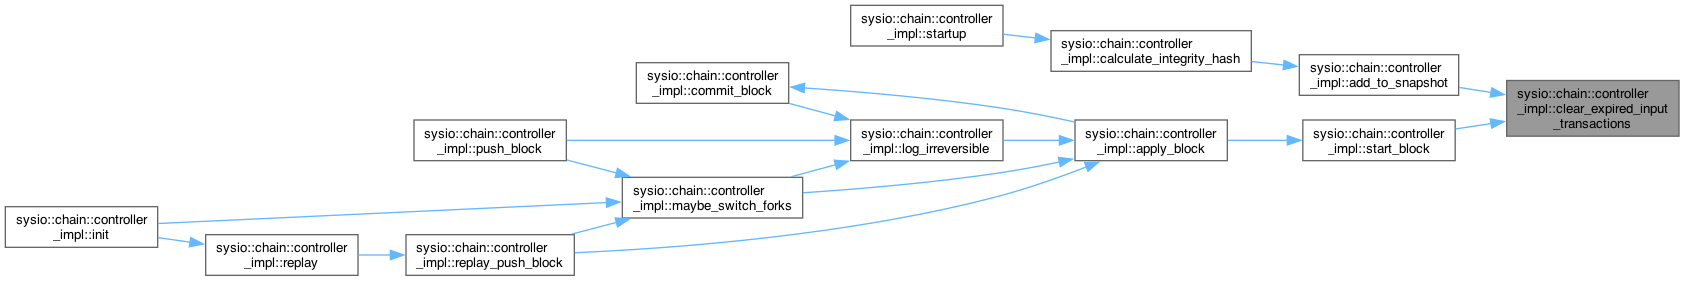 sysio::chain::controller
_impl::startup
sysio::chain::controller
_impl::calculate_integrity_hash
sysio::chain::controller
_impl::add_to_snapshot
sysio::chain::controller
_impl::clear_expired_input
_transactions
sysio::chain::controller
_impl::commit_block
sysio::chain::controller
_impl::push_block
sysio::chain::controller
_impl::log_irreversible
sysio::chain::controller
_impl::apply_block
sysio::chain::controller
_impl::start_block
sysio::chain::controller
_impl::maybe_switch_forks
sysio::chain::controller
_impl::init
sysio::chain::controller
_impl::replay
sysio::chain::controller
_impl::replay_push_block